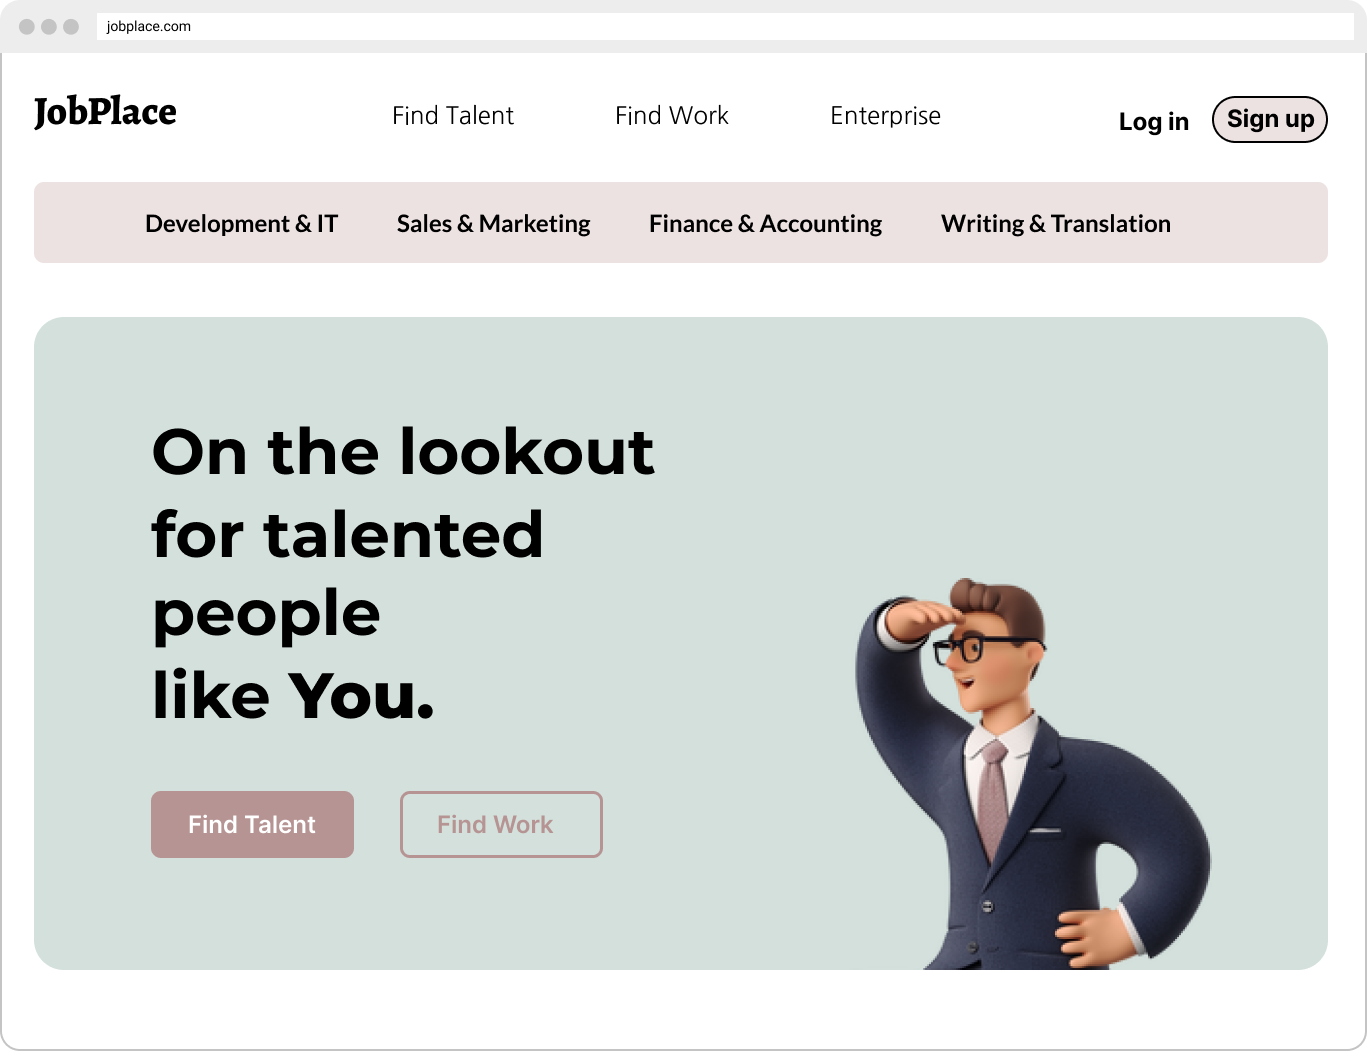 jobplace.com
JobPlace
Find Talent
Find Work
Enterprise
Log in
Sign up
Development & IT
Sales & Marketing
Finance & Accounting
Writing & Translation
On the lookout
for talented
people
like You.
Find Talent
Find Work